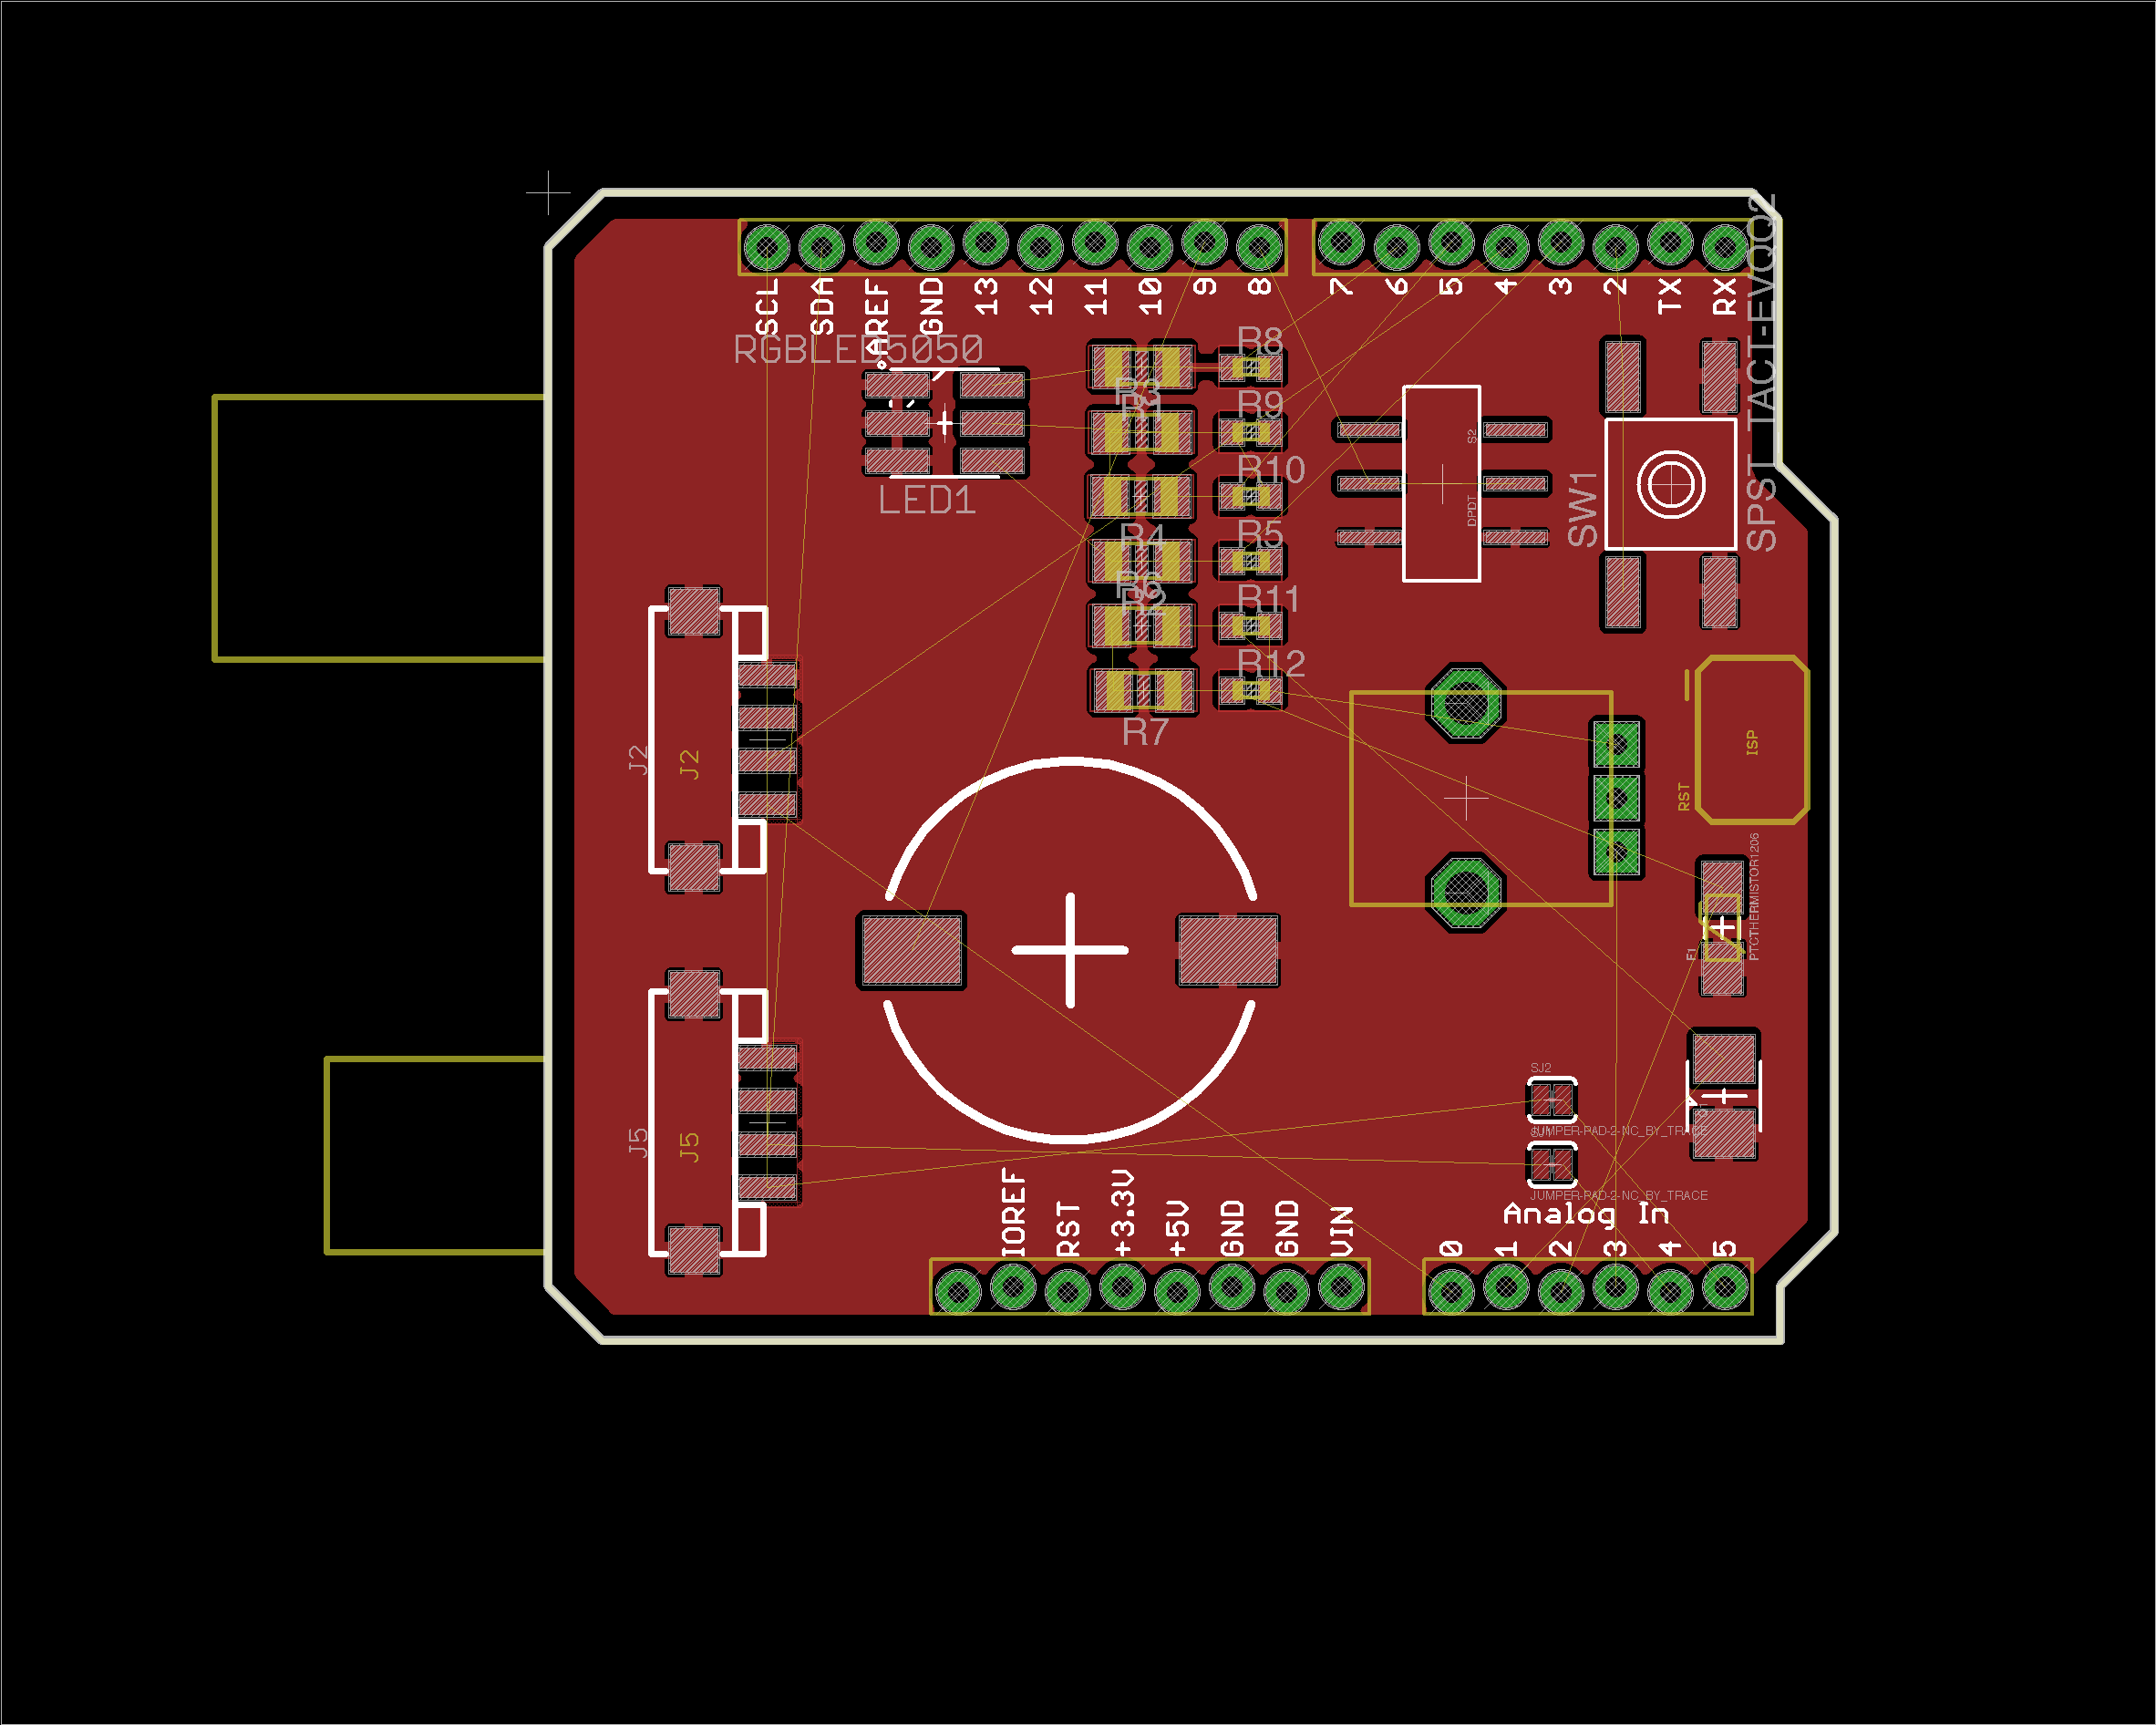 SCL
SDA
AREF
GND
13
12
11
10
9
8
7
6
5
4
3
2
TX
RX
RGBLED5050
LED1
R3
R1
R4
R6
R2
R7
R8
R9
R10
R5
R11
R12
S2
DPDT
SW1
SPST_TACT-EVQQ2
J2
J2
ISP
RST
PTCTHERMISTOR1206
F1
J5
J5
SJ2
JUMPER-PAD-2-NC_BY_TRACE
SJ1
JUMPER-PAD-2-NC_BY_TRACE
IOREF
RST
+3.3V
+5V
GND
GND
VIN
Analog In
0
1
2
3
4
5